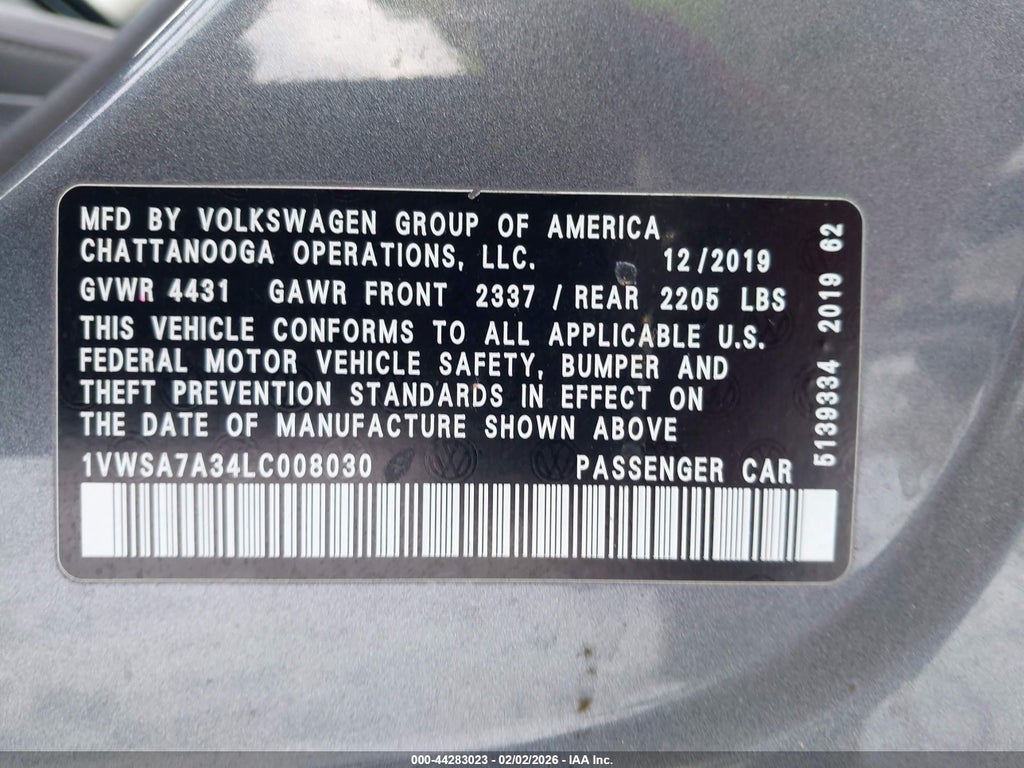 MFD BY VOLKSWAGEN GROUP OF AMERICA
CHATTANOOGA OPERATIONS, LLC. 12/2019
GVWR 4431 GAWR FRONT 2337 / REAR 2205 LBS
THIS VEHICLE CONFORMS TO ALL APPLICABLE U.S.
FEDERAL MOTOR VEHICLE SAFETY, BUMPER AND
THEFT PREVENTION STANDARDS IN EFFECT ON
THE DATE OF MANUFACTURE SHOWN ABOVE
1VWSA7A34LC008030 PASSENGER CAR
5139334 2019 62
000-44283023 - 02/02/2026 - IAA Inc.